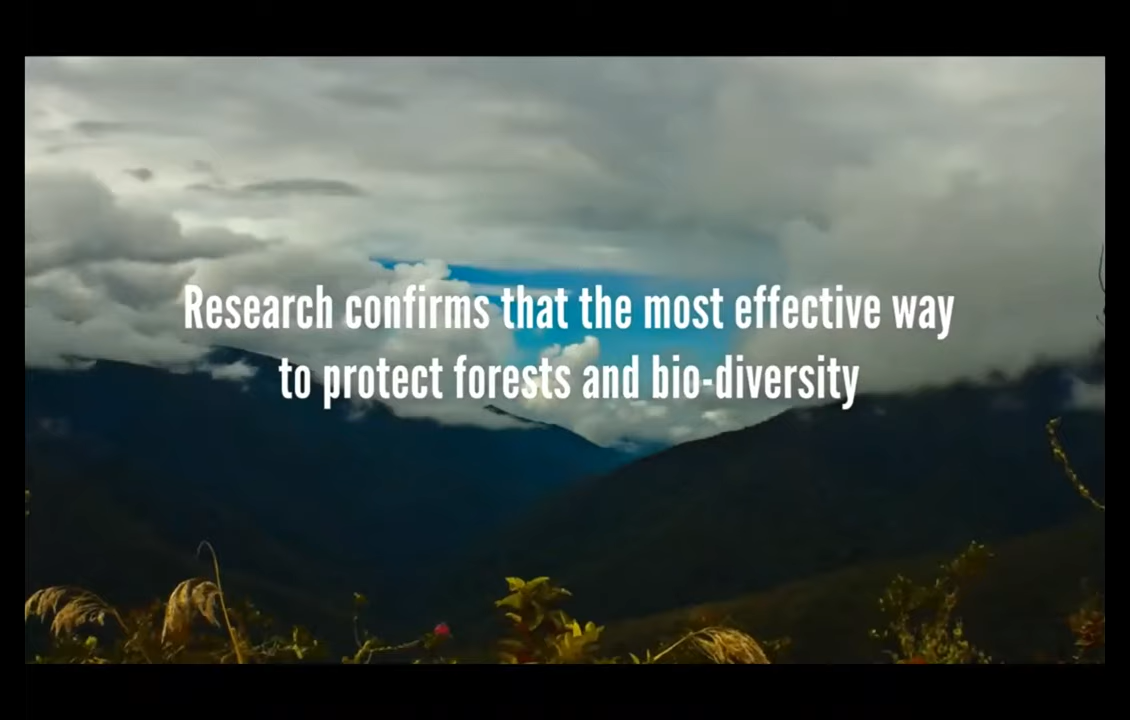 Research confirms that the most effective way
to protect forests and bio-diversity